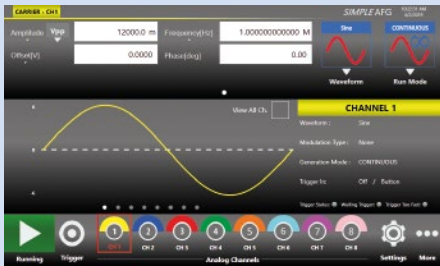 CARRIER : CH1
SIMPLE AFG
Amplitude Vpp 12000.0 m Frequency(Hz) 1.000000000000 M
Sine
CONTINUOUS
Offset(V) 0.0000 Phase(deg) 0.00
Waveform
Run Mode
View All Ch.
CHANNEL 1
Waveform : Sine
Modulation Type : None
Generation Mode : CONTINUOUS
Trigger In: Off / Button
Trigger Status: Waiting Trigger
1 2 3 4 5 6 7 8
CH 1 CH 2 CH 3 CH 4 CH 5 CH 6 CH 7 CH 8
Running Trigger Analog Channels Settings More